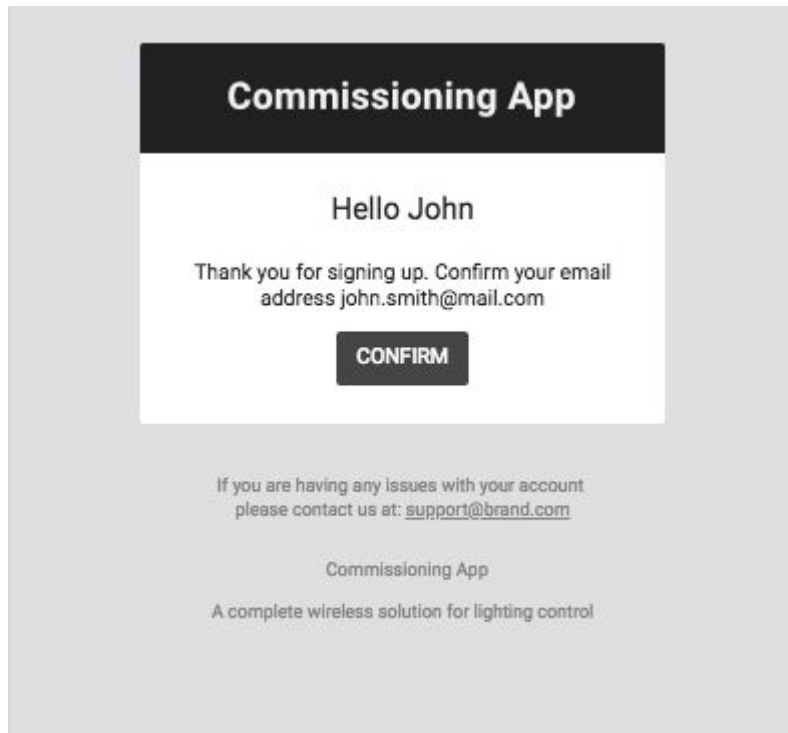 Commissioning App
Hello John
Thank you for signing up. Confirm your email
address john.smith@mail.com
CONFIRM
If you are having any issues with your account
please contact us at: support@brand.com
Commissioning App
A complete wireless solution for lighting control